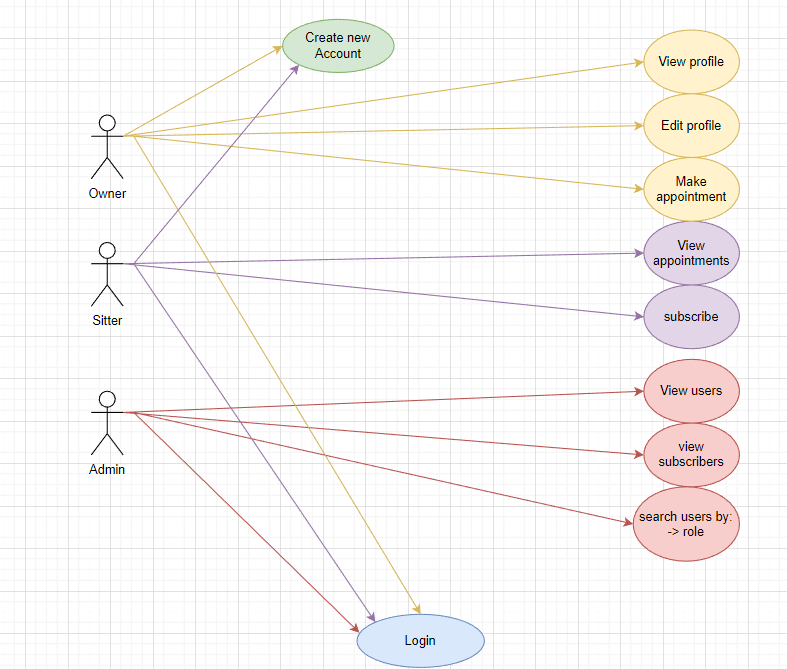 Create new
Account
View profile
Edit profile
Make
appointment
Owner
View
appointments
subscribe
Sitter
View users
view
subscribers
search users by:
-> role
Admin
Login